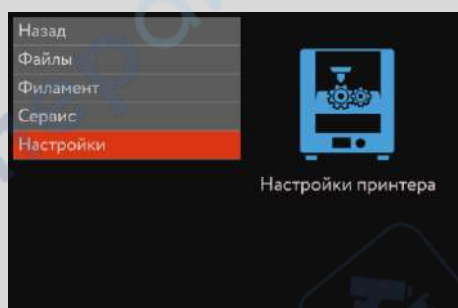 Назад
Файлы
Филамент
Сервис
Настройки
Настройки принтера